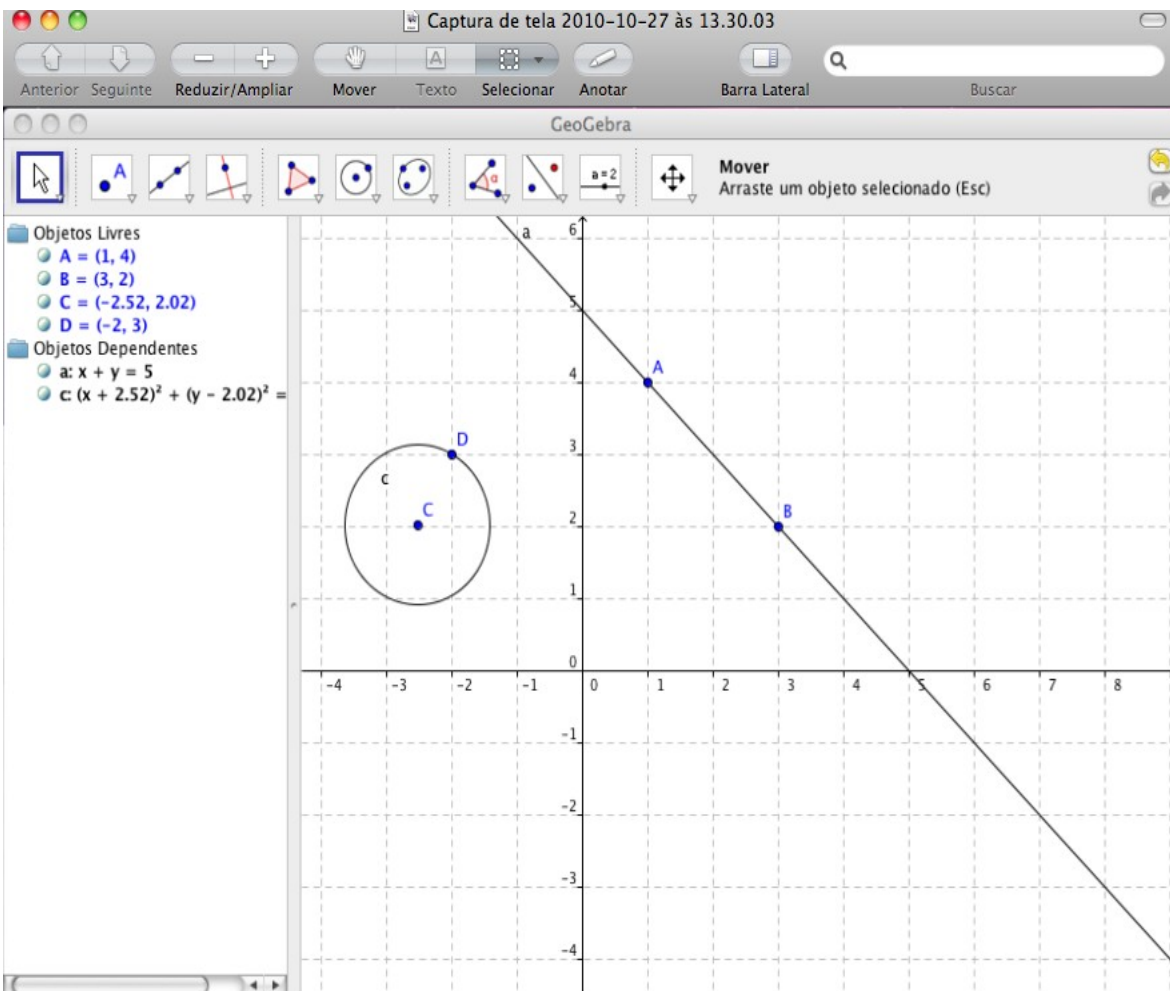 Captura de tela 2010-10-27 às 13.30.03
Anterior Seguinte Reduzir/Ampliar Mover Texto Selecionar Anotar Barra Lateral Buscar
A
GeoGebra
A α a=2
Mover
Arraste um objeto selecionado (Esc)
Objetos Livres
A = (1, 4)
B = (3, 2)
C = (-2.52, 2.02)
D = (-2, 3)
Objetos Dependentes
a: x + y = 5
c: (x + 2.52)² + (y - 2.02)² =
a
6
5
4
A
3
D
c
C
2
B
1
0
-4 -3 -2 -1 0 1 2 3 4 5 6 7 8
-1
-2
-3
-4